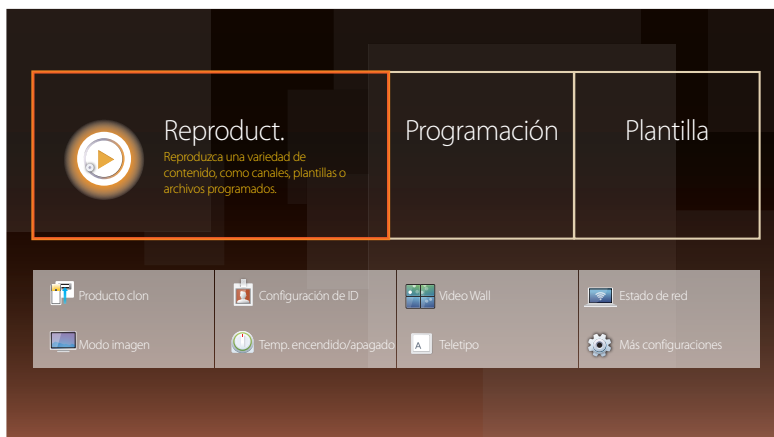 Reproduct.
Reproduzca una variedad de
contenido, como canales, plantillas o
archivos programados.
Programación
Plantilla
Producto clon
Configuración de ID
Video Wall
Estado de red
Modo imagen
Temp. encendido/apagado
A
Teletipo
Más configuraciones